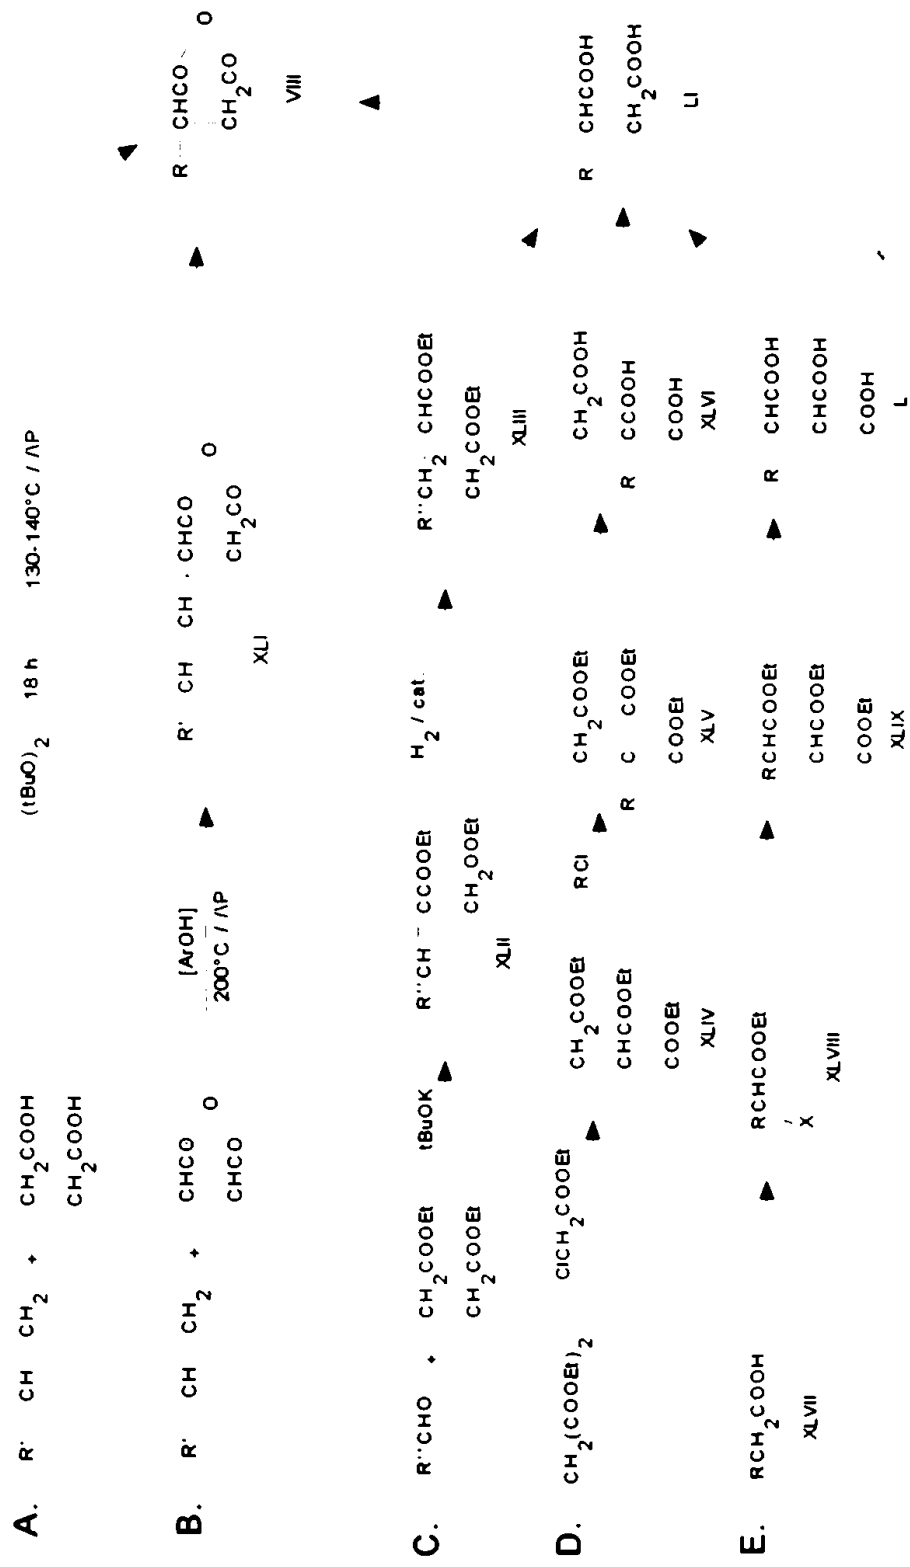 A. R' CH CH2 + CH2COOH (tBuO)2 18 h 130-140°C / ΛP
CH2COOH
B. R' CH CH2 + CHCO [ArOH] R' CH CH . CHCO R CHCO
O 200°C / ΛP O O
CHCO CH2CO CH2CO
XLI VIII
C. R''CHO + CH2COOEt tBuOK R''CH CCOOEt H2 / cat. R''CH2 CHCOOEt
CH2COOEt CH2OOEt CH2COOEt
XLII XLIII
D. CH2(COOEt)2 ClCH2COOEt CH2COOEt RCl CH2COOEt CH2COOH R CHCOOH
CHCOOEt R C COOEt R CCOOH CH2COOH
COOEt COOEt COOH LI
XLIV XLV XLVI
E. RCH2COOH RCHCOOEt RCHCOOEt R CHCOOH
XLVII X CHCOOEt CHCOOH
XLVIII COOEt COOH
XLIX L